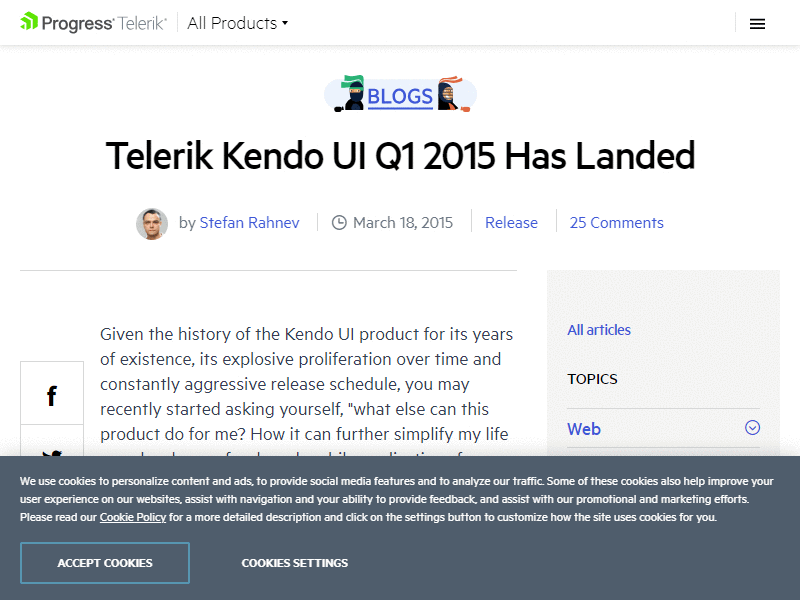 Progress Telerik All Products
BLOGS
Telerik Kendo UI Q1 2015 Has Landed
by Stefan Rahnev March 18, 2015 Release 25 Comments
Given the history of the Kendo UI product for its years
of existence, its explosive proliferation over time and
constantly aggressive release schedule, you may
recently started asking yourself, "what else can this
product do for me? How it can further simplify my life
All articles
TOPICS
Web
We use cookies to personalize content and ads, to provide social media features and to analyze our traffic. Some of these cookies also help improve your
user experience on our websites, assist with navigation and your ability to provide feedback, and assist with our promotional and marketing efforts.
Please read our Cookie Policy for a more detailed description and click on the settings button to customize how the site uses cookies for you.
ACCEPT COOKIES COOKIES SETTINGS